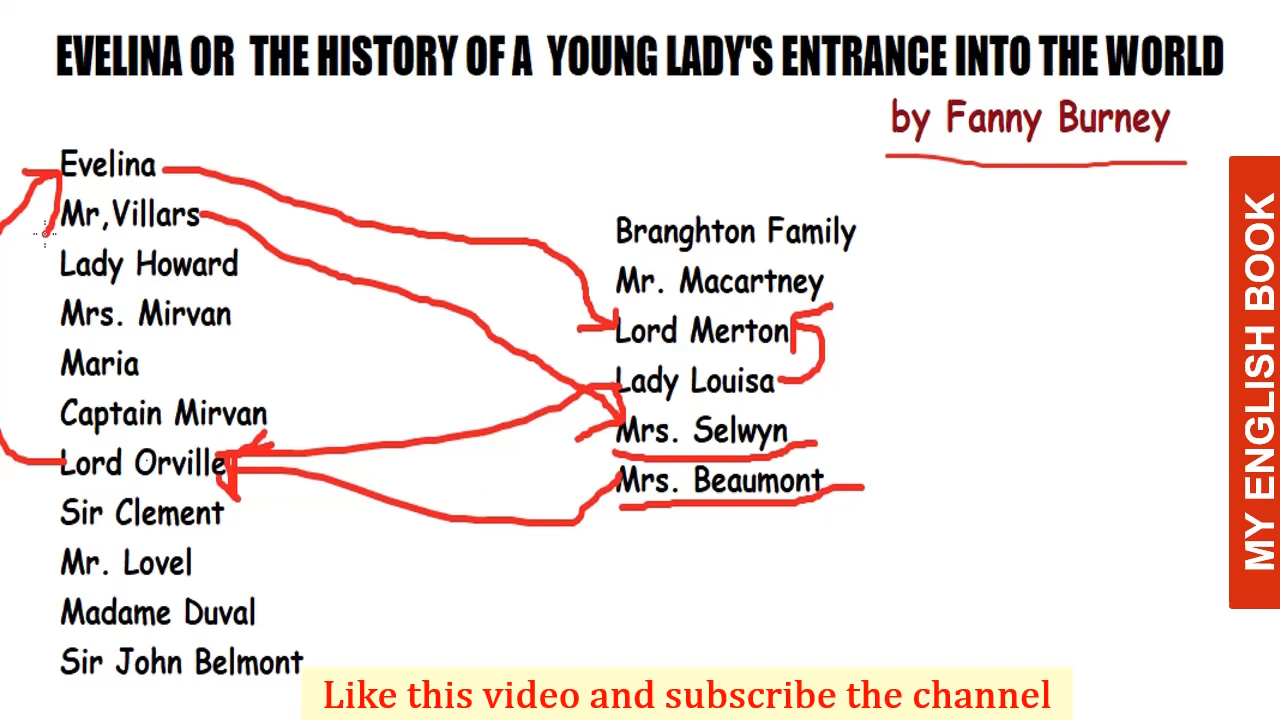 EVELINA OR THE HISTORY OF A YOUNG LADY'S ENTRANCE INTO THE WORLD
by Fanny Burney
Evelina
Mr,Villars
Lady Howard
Mrs. Mirvan
Maria
Captain Mirvan
Lord Orville
Sir Clement
Mr. Lovel
Madame Duval
Sir John Belmont
Branghton Family
Mr. Macartney
Lord Merton
Lady Louisa
Mrs. Selwyn
Mrs. Beaumont
MY ENGLISH BOOK
Like this video and subscribe the channel